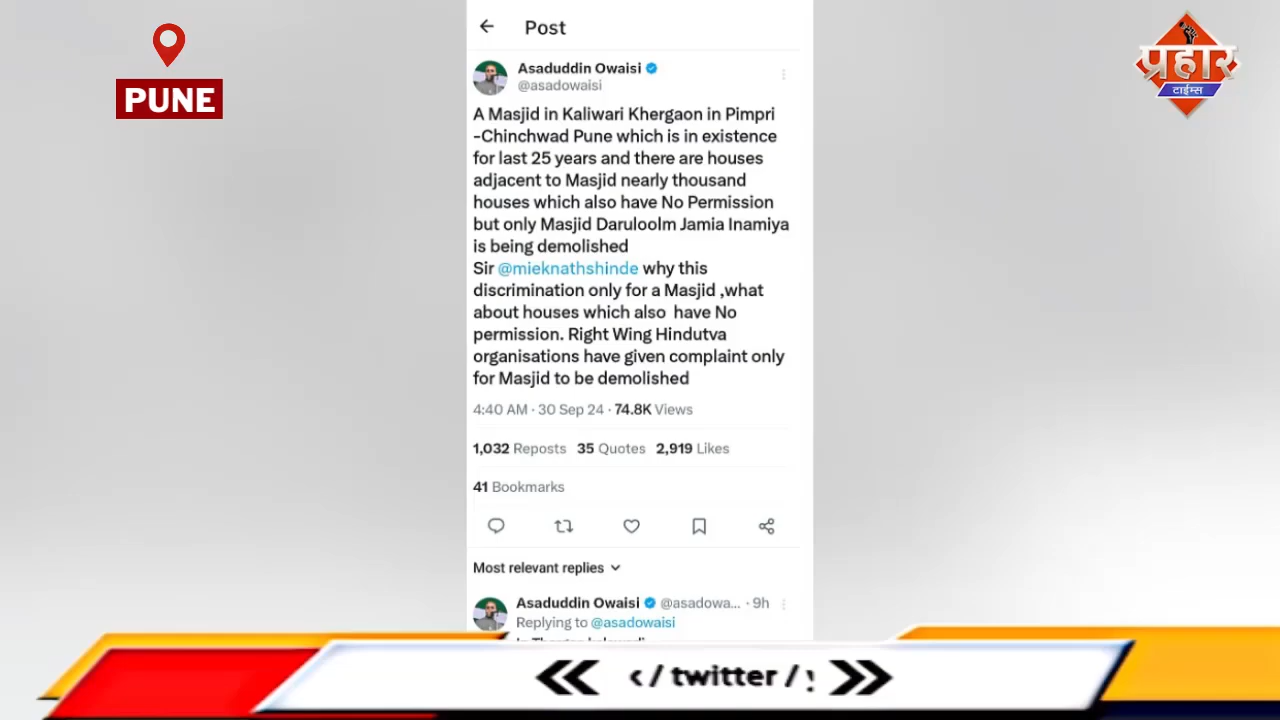 PUNE
प्रहार
टाईम्स
Post
Asaduddin Owaisi
@asadowaisi
A Masjid in Kaliwari Khergaon in Pimpri
-Chinchwad Pune which is in existence
for last 25 years and there are houses
adjacent to Masjid nearly thousand
houses which also have No Permission
but only Masjid Daruloolm Jamia Inamiya
is being demolished
Sir @mieknathshinde why this
discrimination only for a Masjid ,what
about houses which also have No
permission. Right Wing Hindutva
organisations have given complaint only
for Masjid to be demolished
4:40 AM · 30 Sep 24 · 74.8K Views
1,032 Reposts 35 Quotes 2,919 Likes
41 Bookmarks
Most relevant replies
Asaduddin Owaisi @asadowa... · 9h
Replying to @asadowaisi
/ twitter /